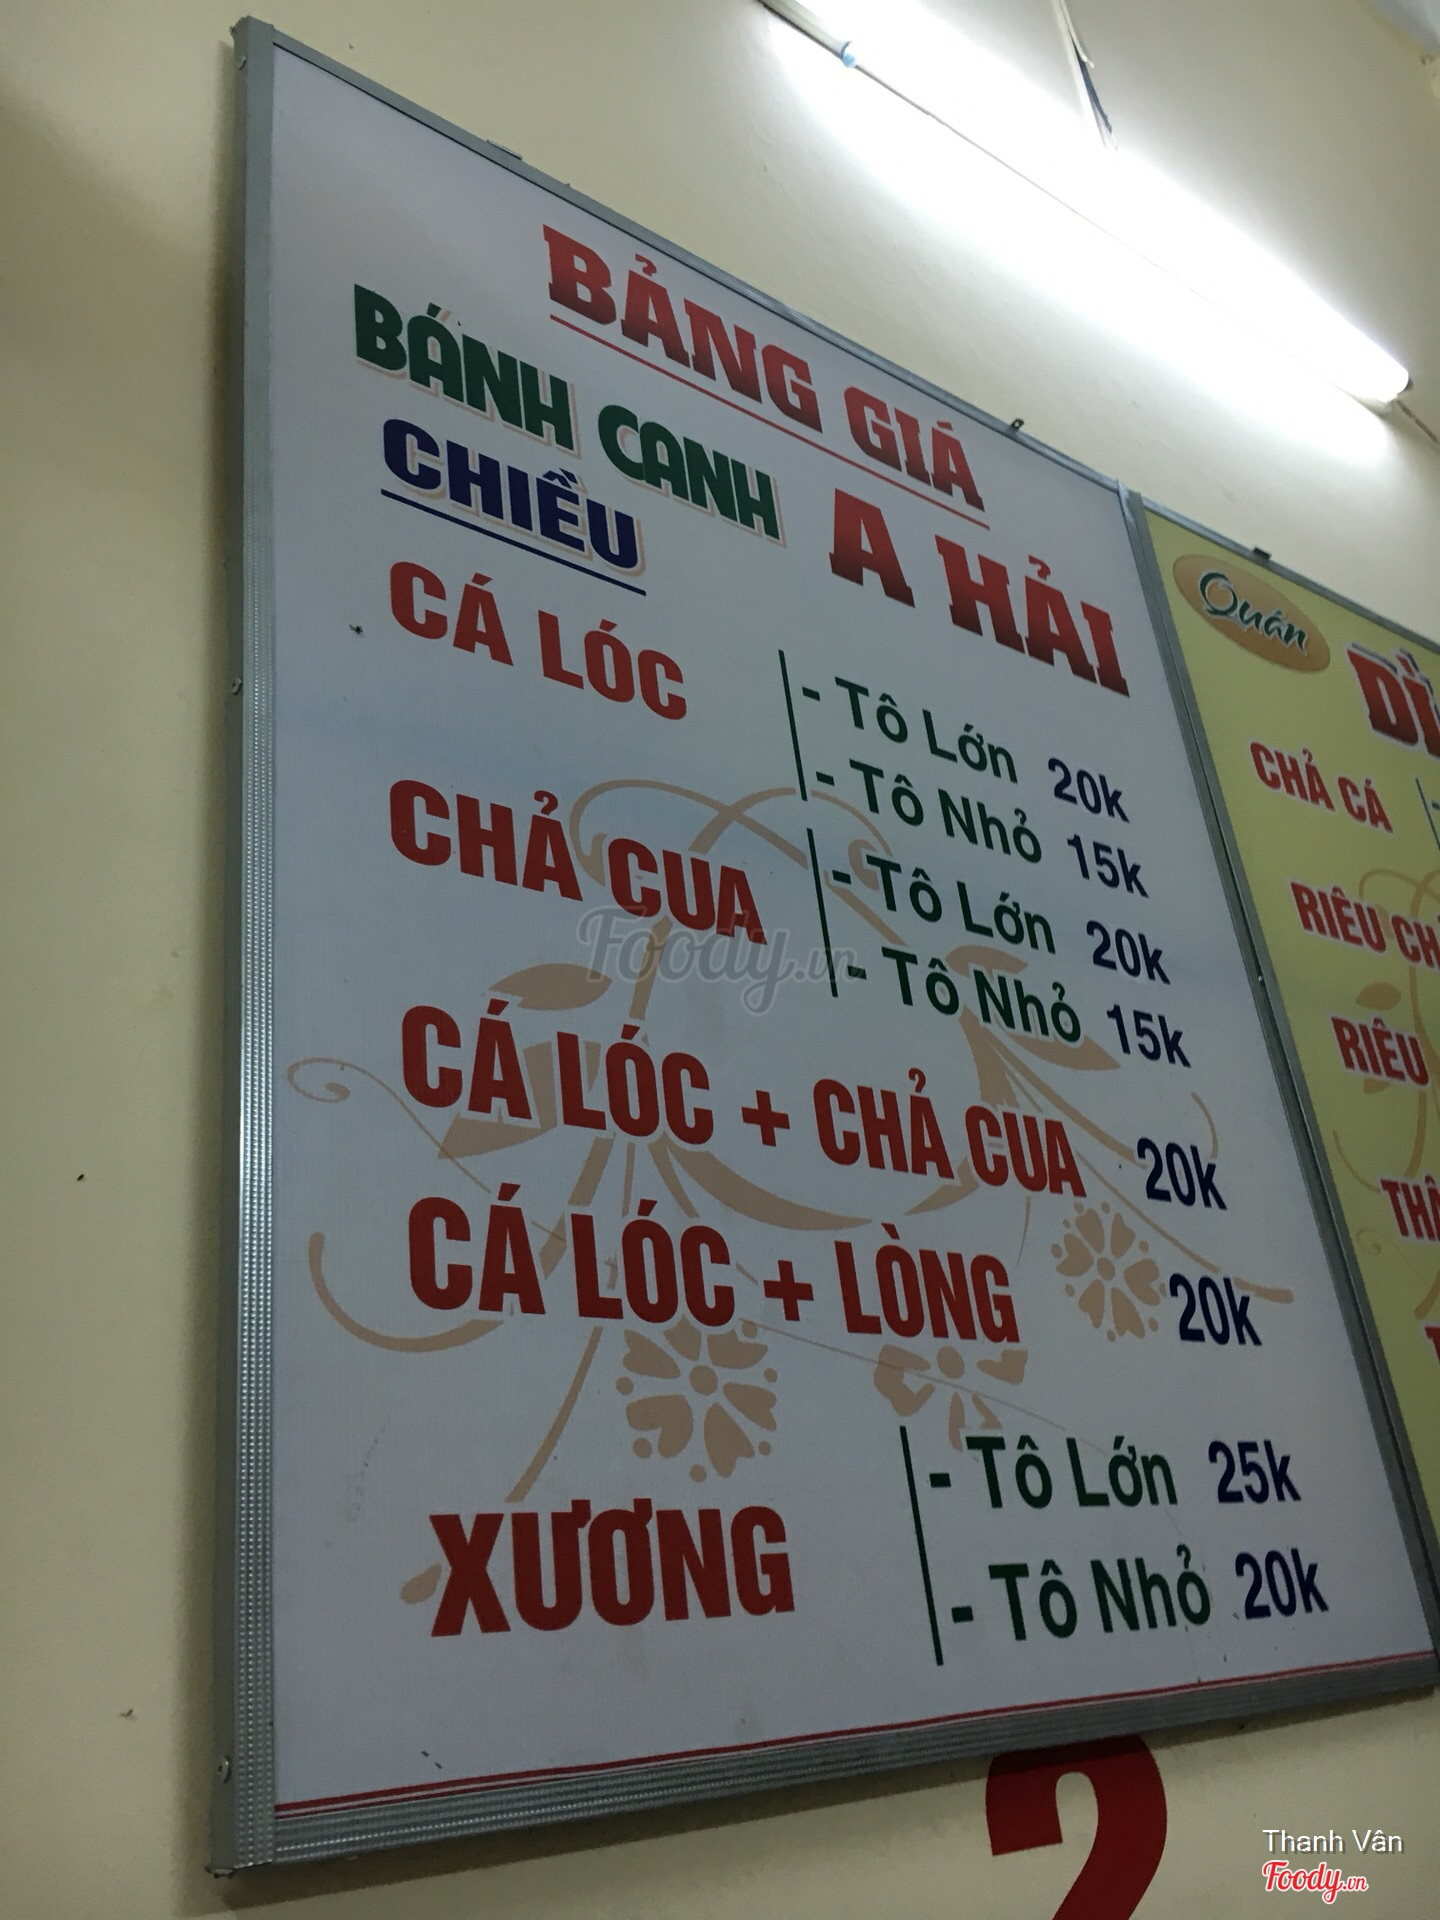 BẢNG GIÁ
BÁNH CANH A HẢI
CHIỀU
CÁ LÓC
- Tô Lớn 20k
- Tô Nhỏ 15k
CHẢ CUA
- Tô Lớn 20k
- Tô Nhỏ 15k
CÁ LÓC + CHẢ CUA 20k
CÁ LÓC + LÒNG 20k
XƯƠNG
- Tô Lớn 25k
- Tô Nhỏ 20k
Quán
DÌ
CHẢ CÁ
RIÊU
RIÊU
2
Foody.vn
Thanh Vân
Foody.vn